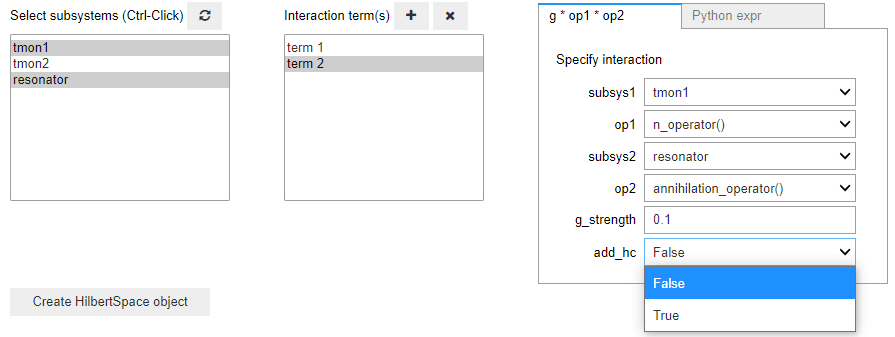 Select subsystems (Ctrl-Click)
tmon1
tmon2
resonator
Create HilbertSpace object
Interaction term(s)
term 1
term 2
g * op1 * op2
Python expr
Specify interaction
subsys1 tmon1
op1 n_operator()
subsys2 resonator
op2 annihilation_operator()
g_strength 0.1
add_hc False
False
True